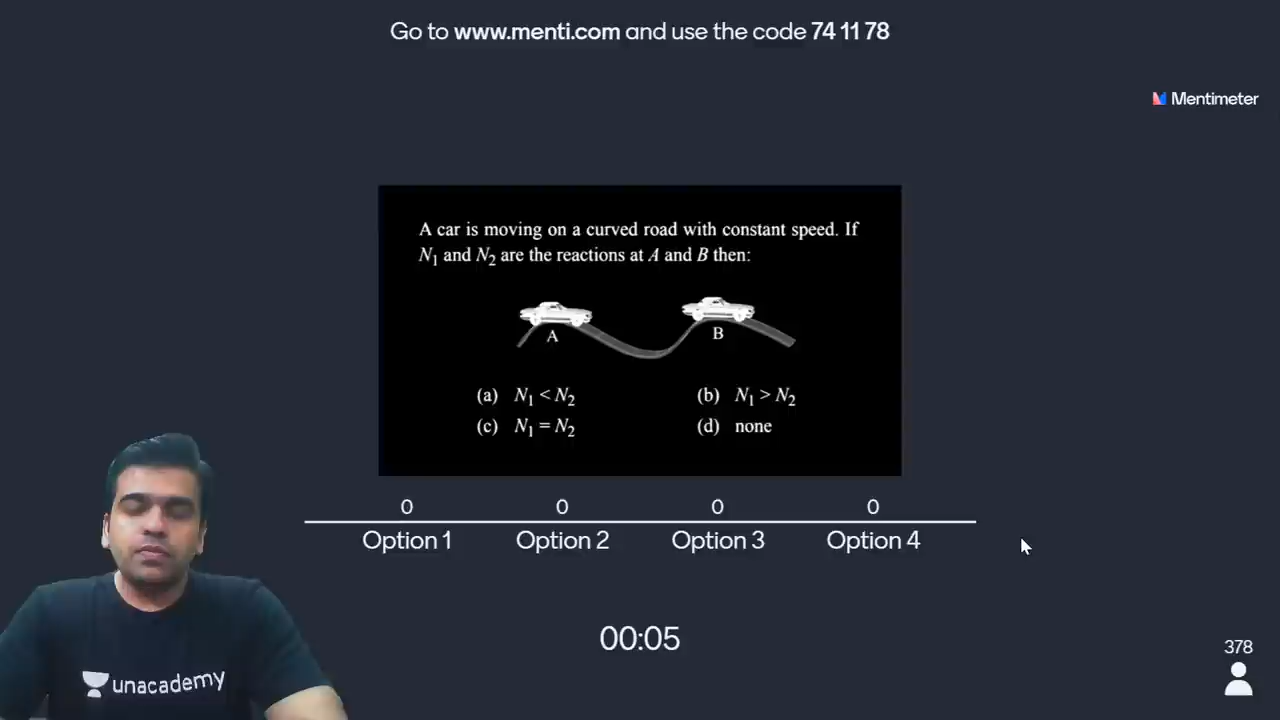 Go to www.menti.com and use the code 74 11 78
Mentimeter
A car is moving on a curved road with constant speed. If
N₁ and N₂ are the reactions at A and B then:
A
B
(a) N₁ < N₂
(b) N₁ > N₂
(c) N₁ = N₂
(d) none
0 0 0 0
Option 1 Option 2 Option 3 Option 4
00:05
378
unacademy